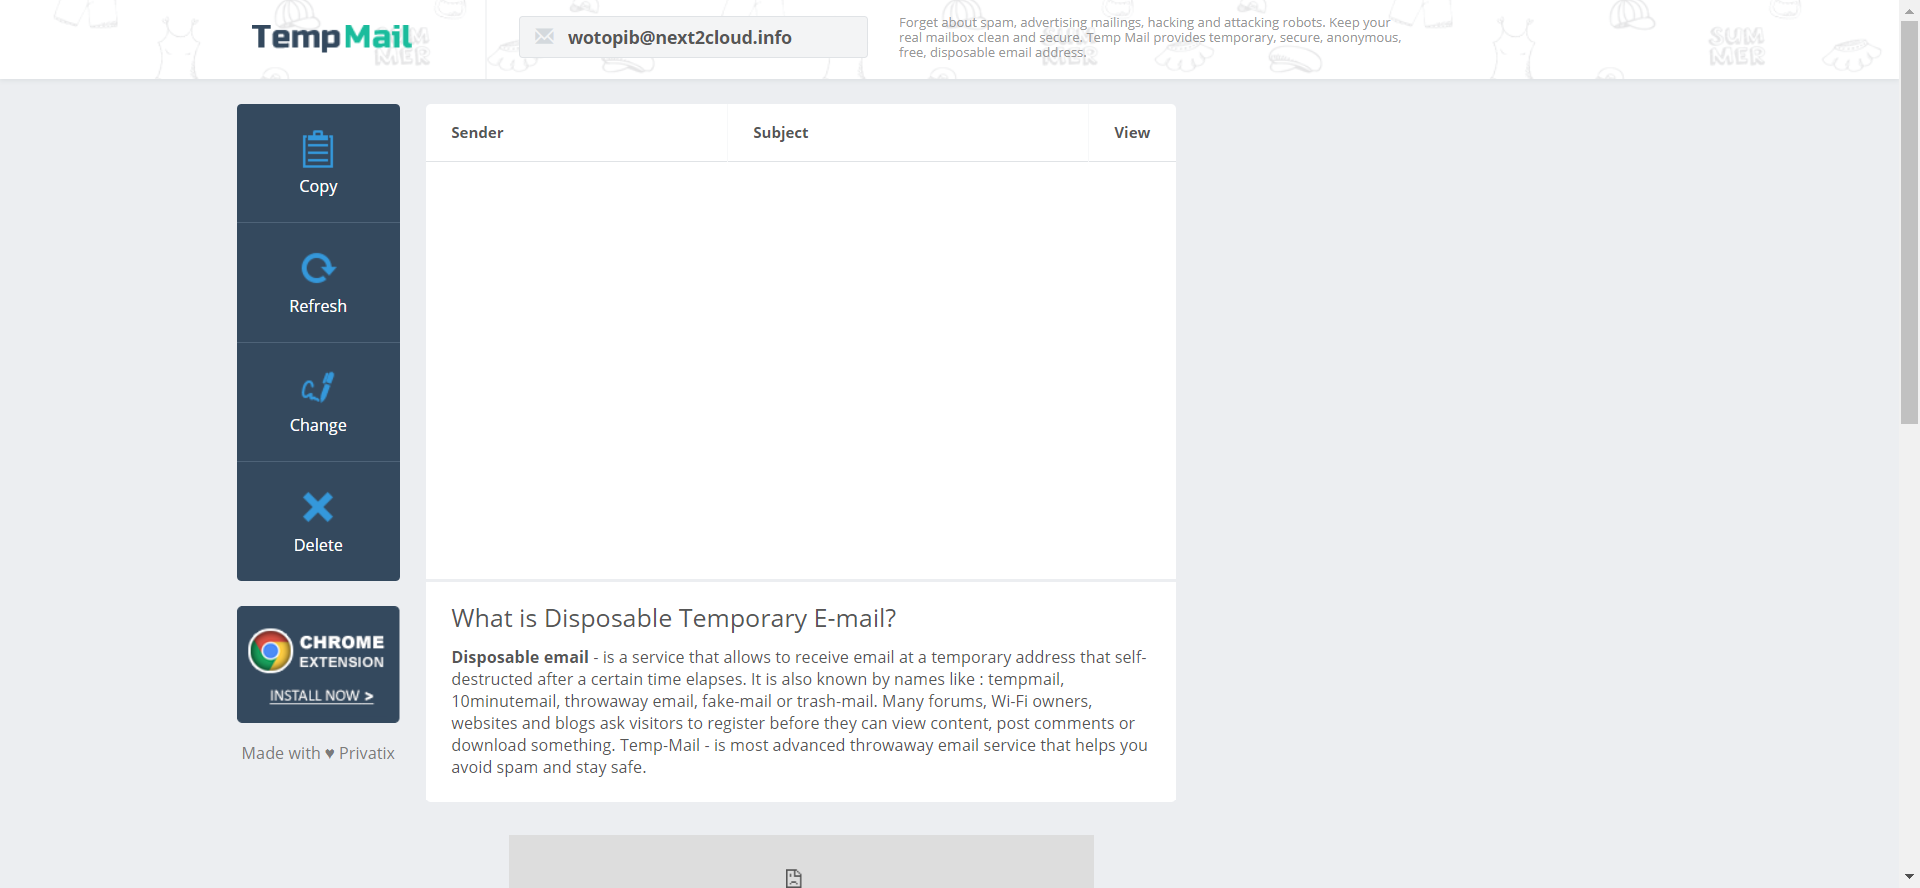 TempMail
wotopib@next2cloud.info
Forget about spam, advertising mailings, hacking and attacking robots. Keep your
real mailbox clean and secure. Temp Mail provides temporary, secure, anonymous,
free, disposable email address.
SUMMER
SUMMER
SUMMER
Copy
Refresh
Change
Delete
Sender
Subject
View
CHROME
EXTENSION
INSTALL NOW >
Made with ♥ Privatix
What is Disposable Temporary E-mail?
Disposable email - is a service that allows to receive email at a temporary address that self-
destructed after a certain time elapses. It is also known by names like : tempmail,
10minutemail, throwaway email, fake-mail or trash-mail. Many forums, Wi-Fi owners,
websites and blogs ask visitors to register before they can view content, post comments or
download something. Temp-Mail - is most advanced throwaway email service that helps you
avoid spam and stay safe.